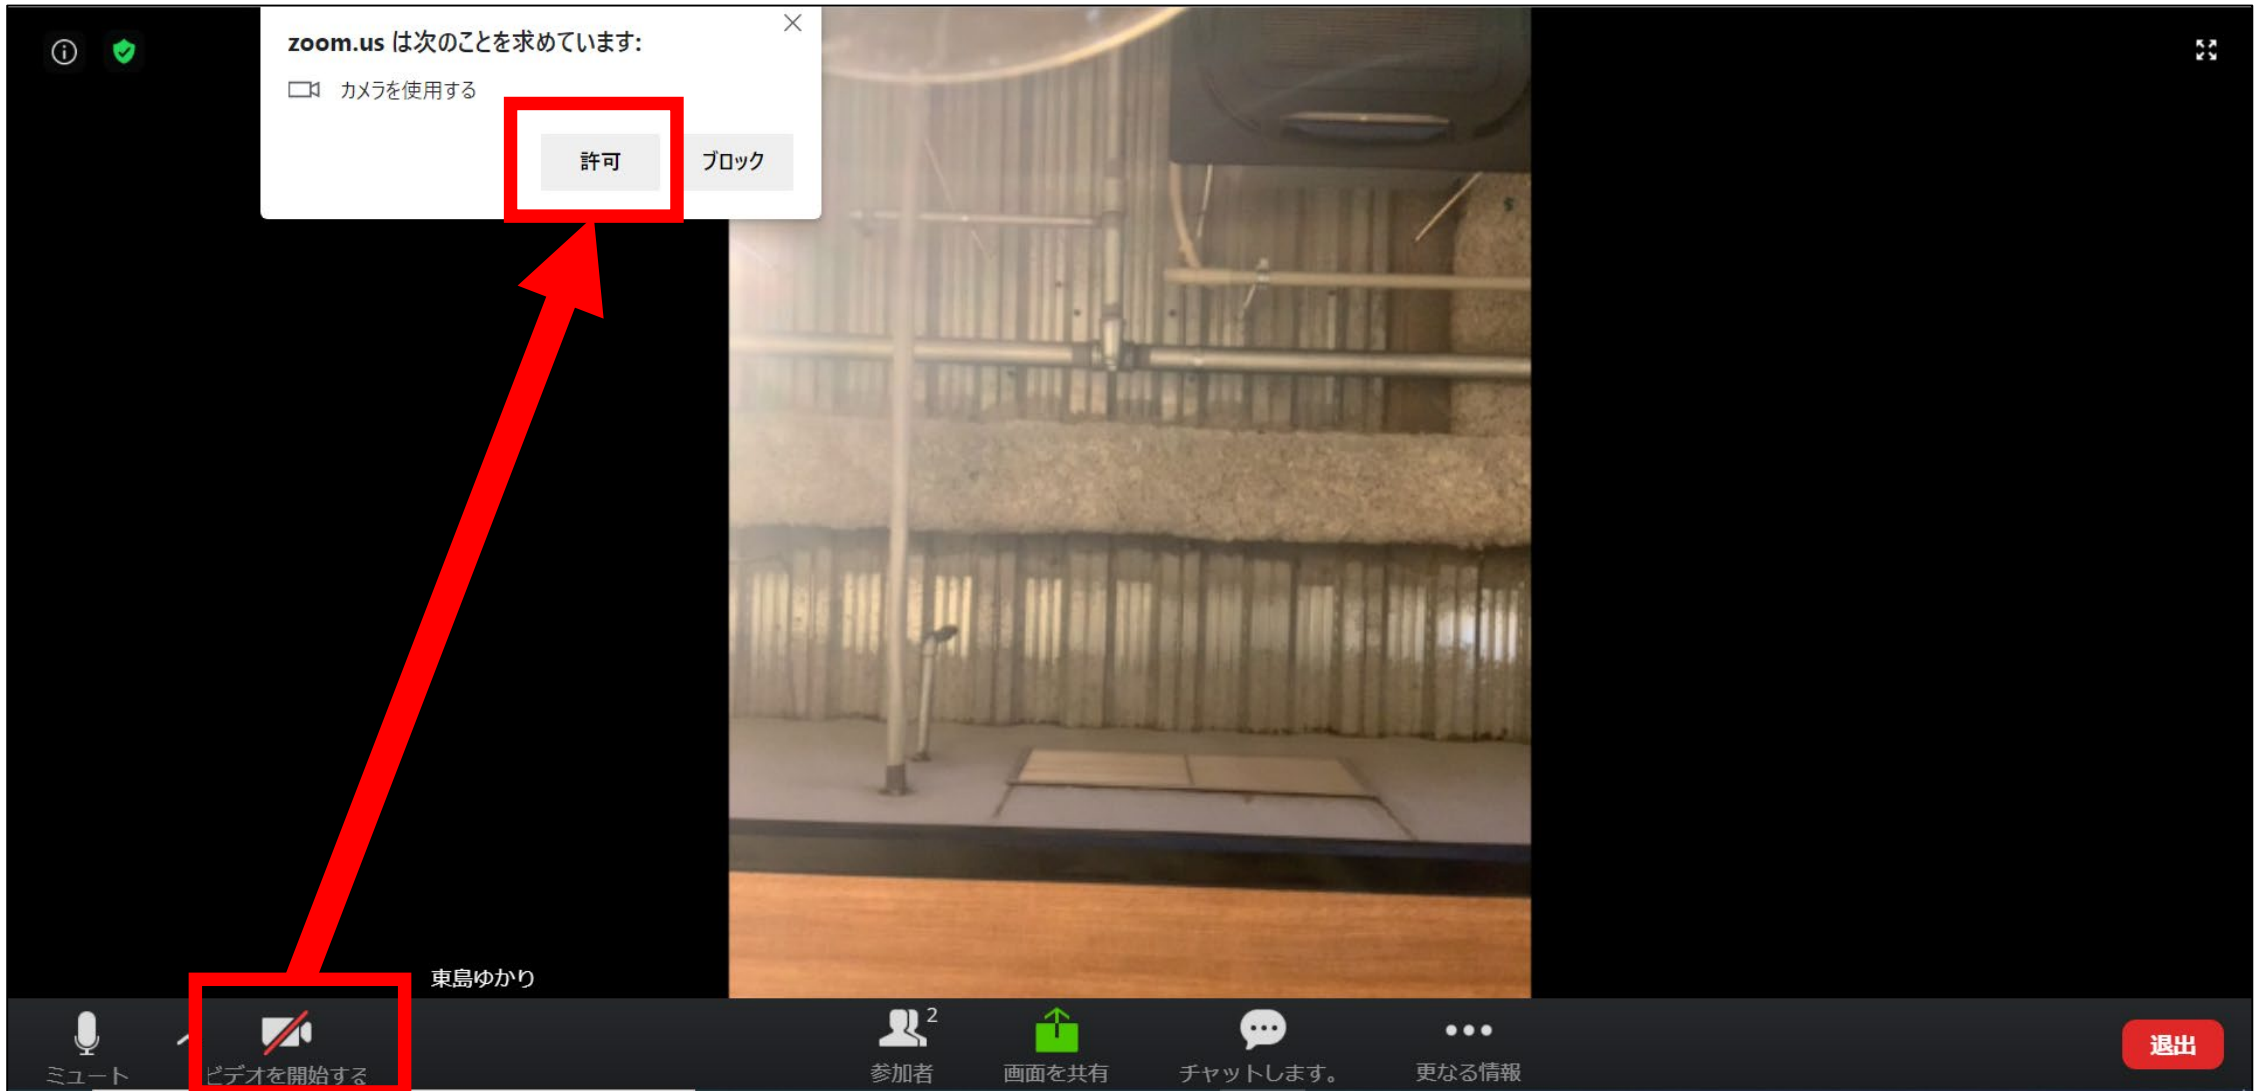 zoom.us は次のことを求めています:
カメラを使用する
許可
ブロック
東島ゆかり
ミュート
ビデオを開始する
参加者
2
画面を共有
チャットします。
更なる情報
退出